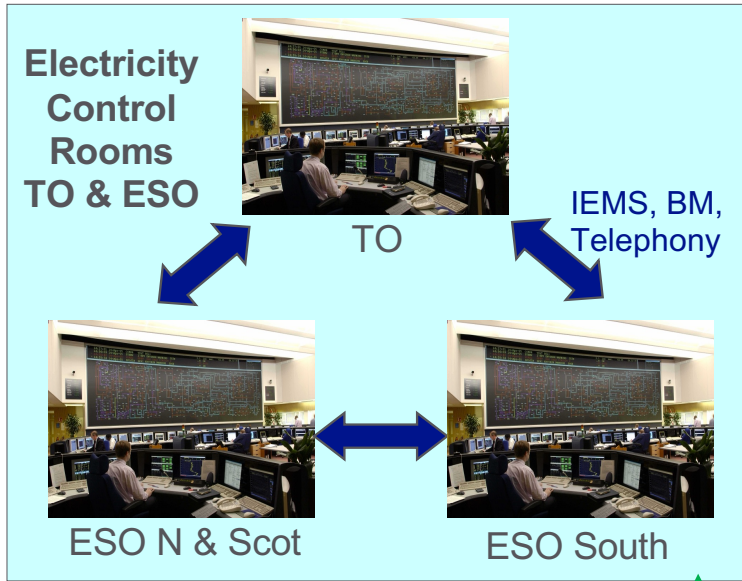 Electricity
Control
Rooms
TO & ESO
TO
IEMS, BM,
Telephony
ESO N & Scot
ESO South